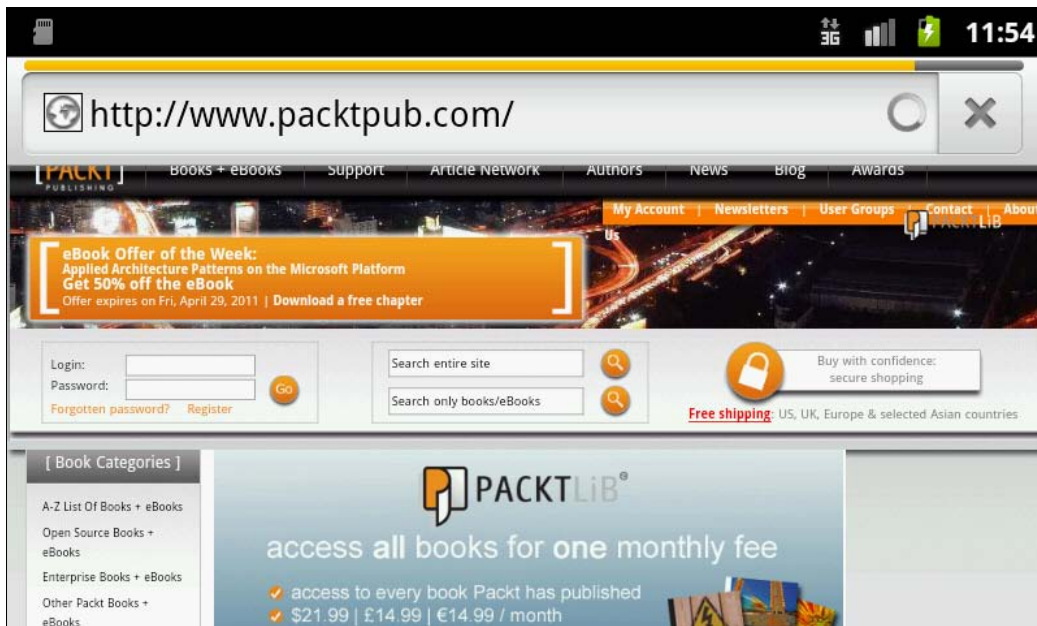 3G 11:54
http://www.packtpub.com/
[PACKT] Books + eBooks Support Article Network Authors News Blog Awards
PUBLISHING
My Account | Newsletters | User Groups | Contact | About
Us PACKTLiB
eBook Offer of the Week:
Applied Architecture Patterns on the Microsoft Platform
Get 50% off the eBook
Offer expires on Fri, April 29, 2011 | Download a free chapter
Login:
Password:
Go
Forgotten password? Register
Search entire site
Search only books/eBooks
Buy with confidence:
secure shopping
Free shipping: US, UK, Europe & selected Asian countries
[ Book Categories ]
A-Z List Of Books + eBooks
Open Source Books +
eBooks
Enterprise Books + eBooks
Other Packt Books +
eBooks
PACKTLiB®
access all books for one monthly fee
access to every book Packt has published
$21.99 | £14.99 | €14.99 / month